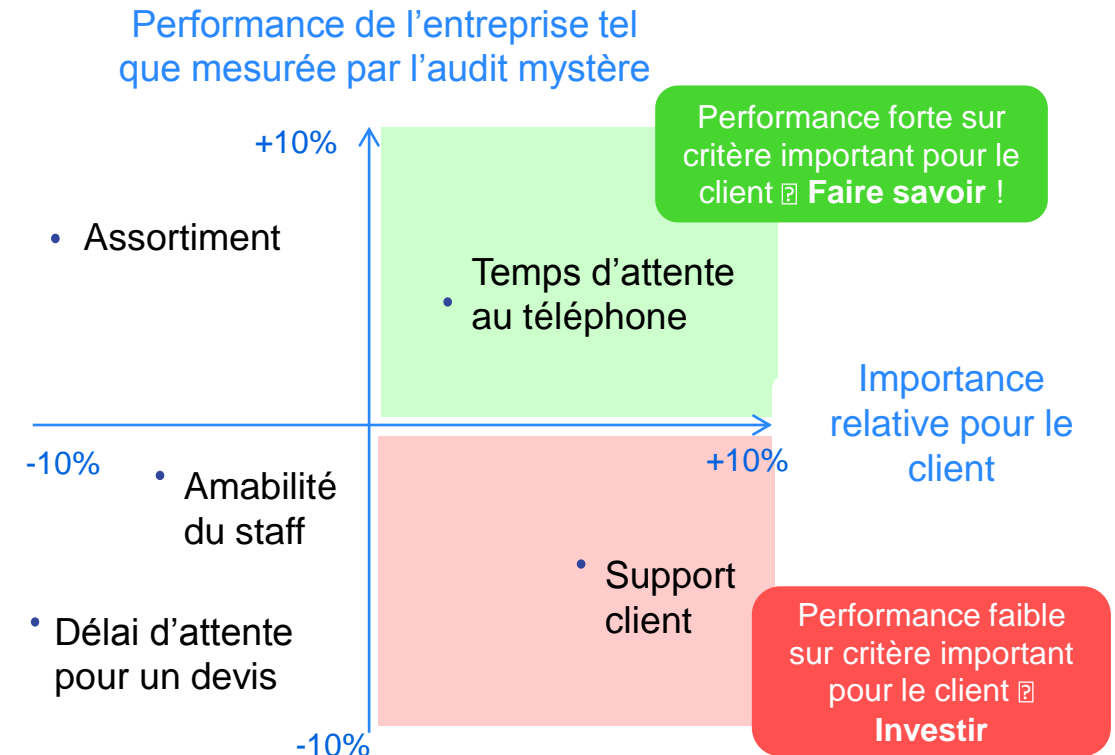 Performance de l’entreprise tel
que mesurée par l’audit mystère
Performance forte sur
critère important pour le
client ⍰ Faire savoir !
+10%
• Assortiment
Temps d’attente
• au téléphone
Importance
relative pour le
client
-10%
+10%
• Amabilité
du staff
• Support
client
• Délai d’attente
pour un devis
Performance faible
sur critère important
pour le client ⍰
Investir
-10%